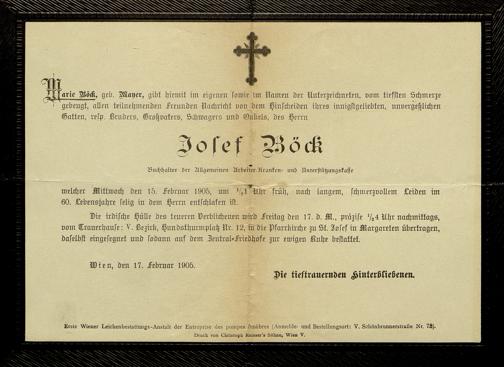 Marie Böck, geb. Mayer, gibt hiemit im eigenen sowie im Namen der Unterzeichneten, vom tiefsten Schmerze
gebeugt, allen teilnehmenden Freunden Nachricht von dem Hinscheiden ihres innigstgeliebten, unvergeßlichen
Gatten, resp. Bruders, Großvaters, Schwagers und Onkels, des Herrn
Josef Böck
Buchhalter der Allgemeinen Arbeiter-Kranken- und Unterstützungskasse
welcher Mittwoch den 15. Februar 1905, um Uhr früh, nach langem, schmerzvollem Leiden im
60. Lebensjahre selig in dem Herrn entschlafen ist.
Die irdische Hülle des teueren Verblichenen wird Freitag den 17. d. M., präzise Uhr nachmittags,
vom Trauerhause: V. Bezirk, Hundsthurmplatz Nr. 12, in die Pfarrkirche zu St. Josef in Margareten übertragen,
daselbst eingesegnet und sodann auf dem Zentral-Friedhofe zur ewigen Ruhe bestattet.
Wien, den 17. Februar 1905.
Die tieftrauernden Hinterbliebenen.
Erste Wiener Leichenbestattungs-Anstalt der Entreprise des pompes funèbres (Anmelde- und Bestellungsort: V. Schönbrunnerstraße Nr.
Druck von Christoph Reisser's Söhne, Wien V.